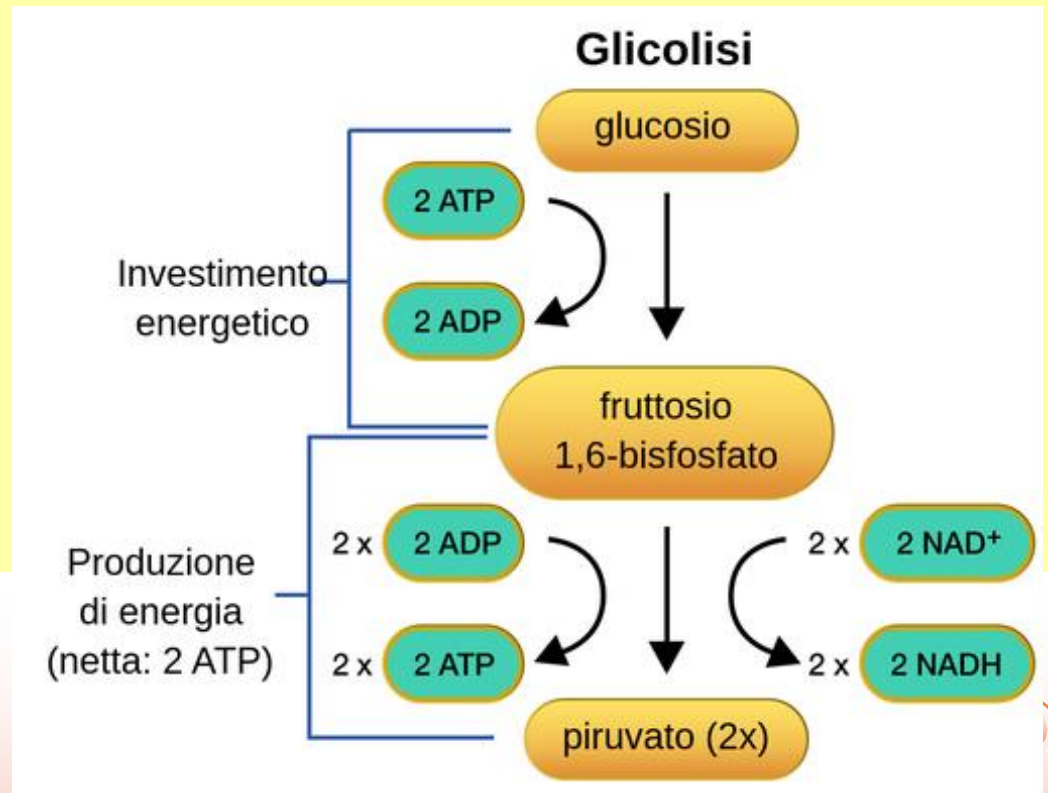 Glicolisi
glucosio
2 ATP
2 ADP
Investimento
energetico
fruttosio
1,6-bisfosfato
2 x 2 ADP
2 x 2 NAD⁺
Produzione
di energia
(netta: 2 ATP)
2 x 2 ATP
2 x 2 NADH
piruvato (2x)